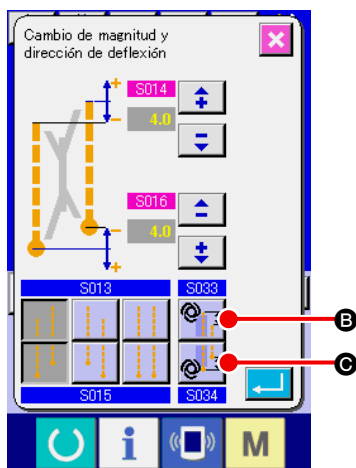 Cambio de magnitud y
dirección de deflexión
S014
4.0
S016
4.0
S013
S033
B
C
S015
S034
M